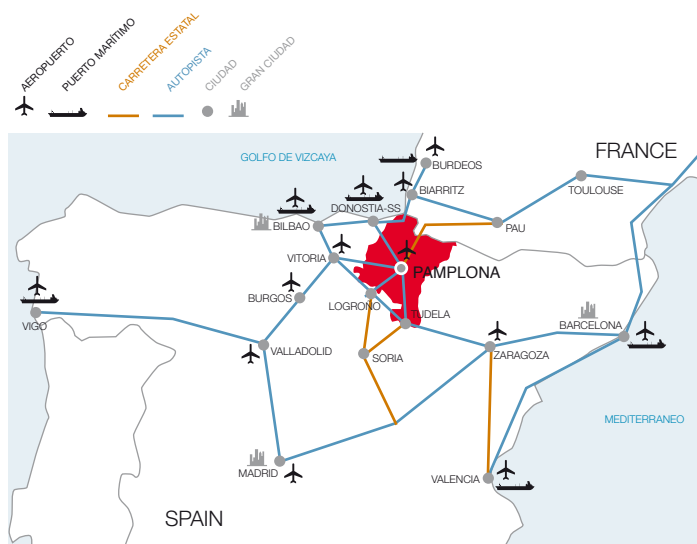 AEROPUERTO
PUERTO MARÍTIMO
CARRETERA ESTATAL
AUTOPISTA
CIUDAD
GRAN CIUDAD
GOLFO DE VIZCAYA
FRANCE
BURDEOS
BIARRITZ
TOULOUSE
DONOSTIA-SS
BILBAO
PAU
VITORIA
PAMPLONA
BURGOS
LOGROÑO
TUDELA
VIGO
BARCELONA
VALLADOLID
SORIA
ZARAGOZA
MEDITERRANEO
MADRID
VALENCIA
SPAIN